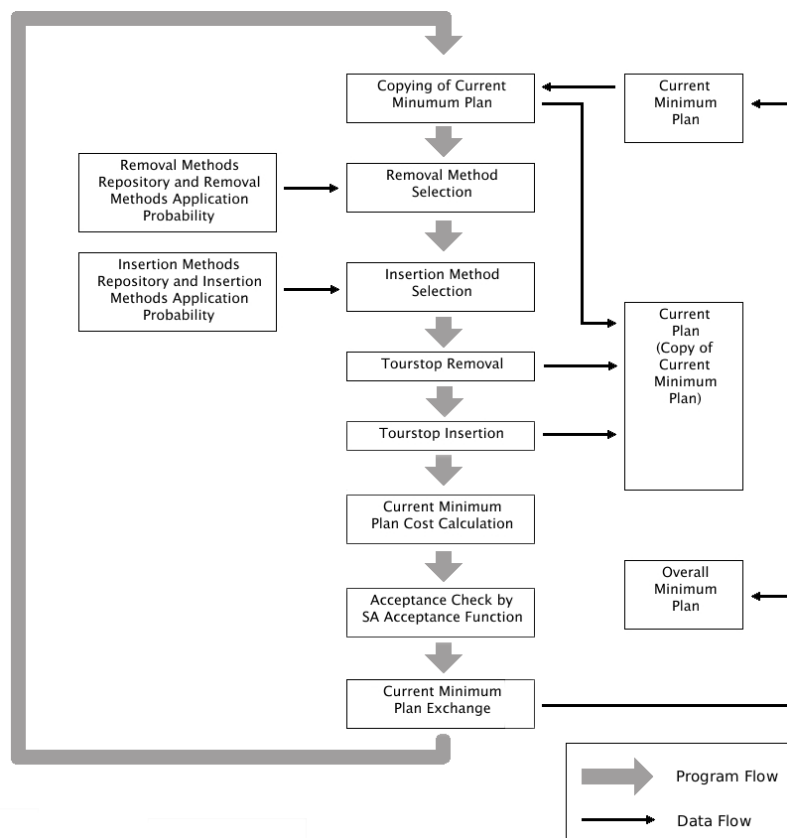 Copying of Current
Minumum Plan
Current
Minimum
Plan
Removal Methods
Repository and Removal
Methods Application
Probability
Removal Method
Selection
Insertion Methods
Repository and Insertion
Methods Application
Probability
Insertion Method
Selection
Current
Plan
(Copy of
Current
Minimum
Plan)
Tourstop Removal
Tourstop Insertion
Current Minimum
Plan Cost Calculation
Overall
Minimum
Plan
Acceptance Check by
SA Acceptance Function
Current Minimum
Plan Exchange
Program Flow
Data Flow